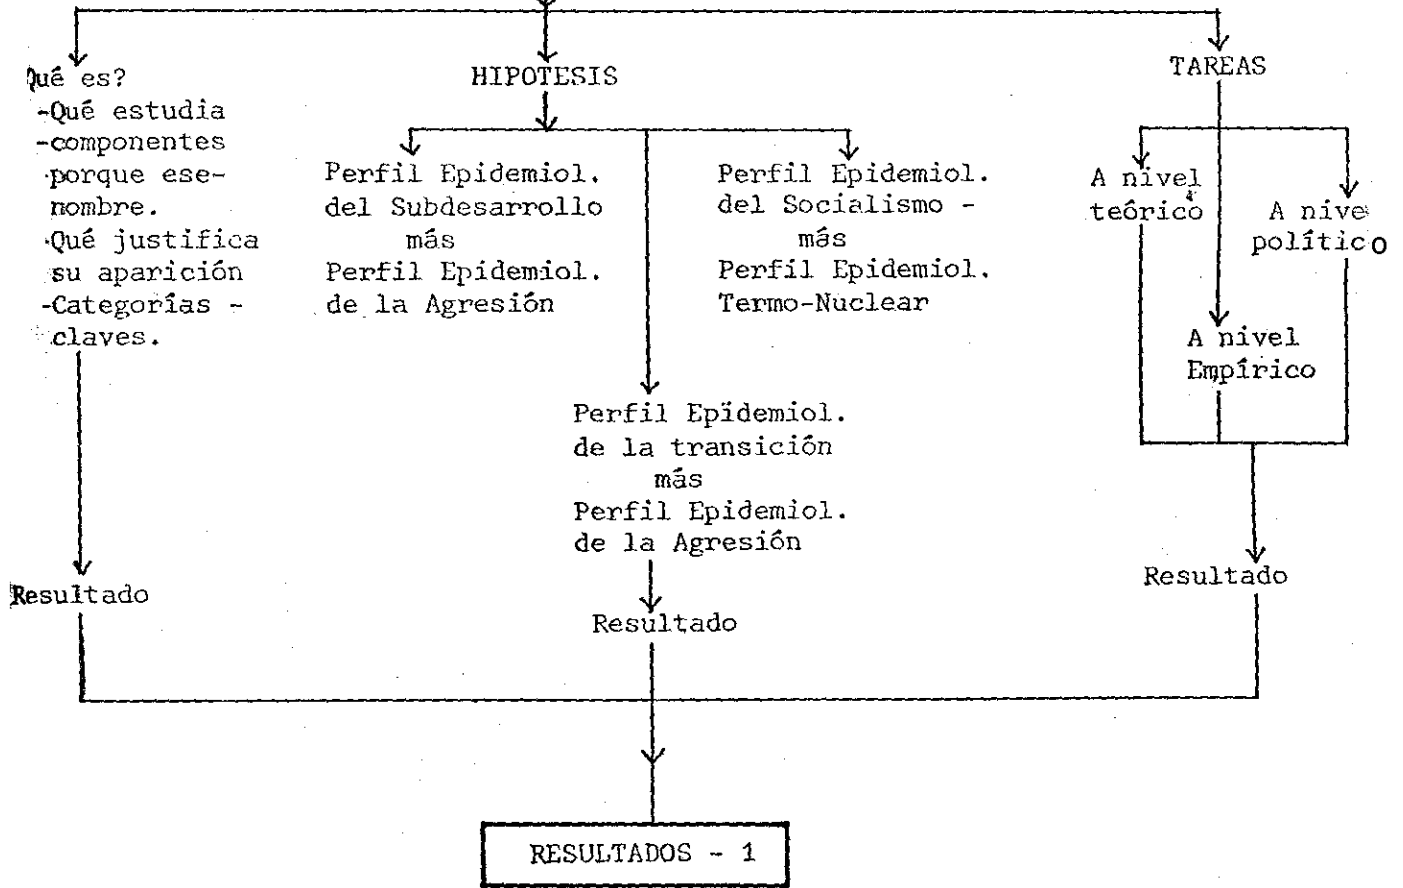 Qué es?
-Qué estudia
-componentes
·porque ese-
nombre.
·Qué justifica
su aparición
-Categorías -
claves.
Resultado
HIPOTESIS
Perfil Epidemiol.
del Subdesarrollo
más
Perfil Epidemiol.
de la Agresión
Perfil Epidemiol.
de la transición
más
Perfil Epidemiol.
de la Agresión
Resultado
Perfil Epidemiol.
del Socialismo -
más
Perfil Epidemiol.
Termo-Nuclear
TAREAS
A nivel
teórico
A nivel
Empírico
A nive
político
Resultado
RESULTADOS - 1